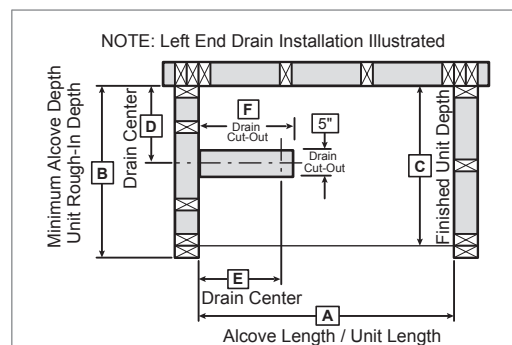 NOTE: Left End Drain Installation Illustrated
Minimum Alcove Depth
Unit Rough-In Depth
B
D
Drain Center
F
Drain
Cut-Out
5"
Drain
Cut-Out
C
Finished Unit Depth
E
Drain Center
A
Alcove Length / Unit Length